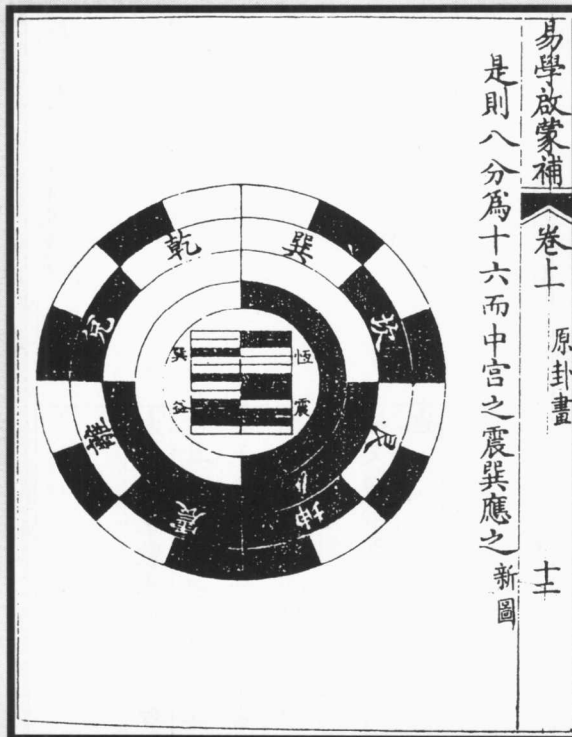 易學啟蒙補
卷上
原卦畫
十二
是則八分為十六而中宮之震巽應之
新圖
乾
巽
坎
艮
坤
震
離
兌
巽
恆
益
震